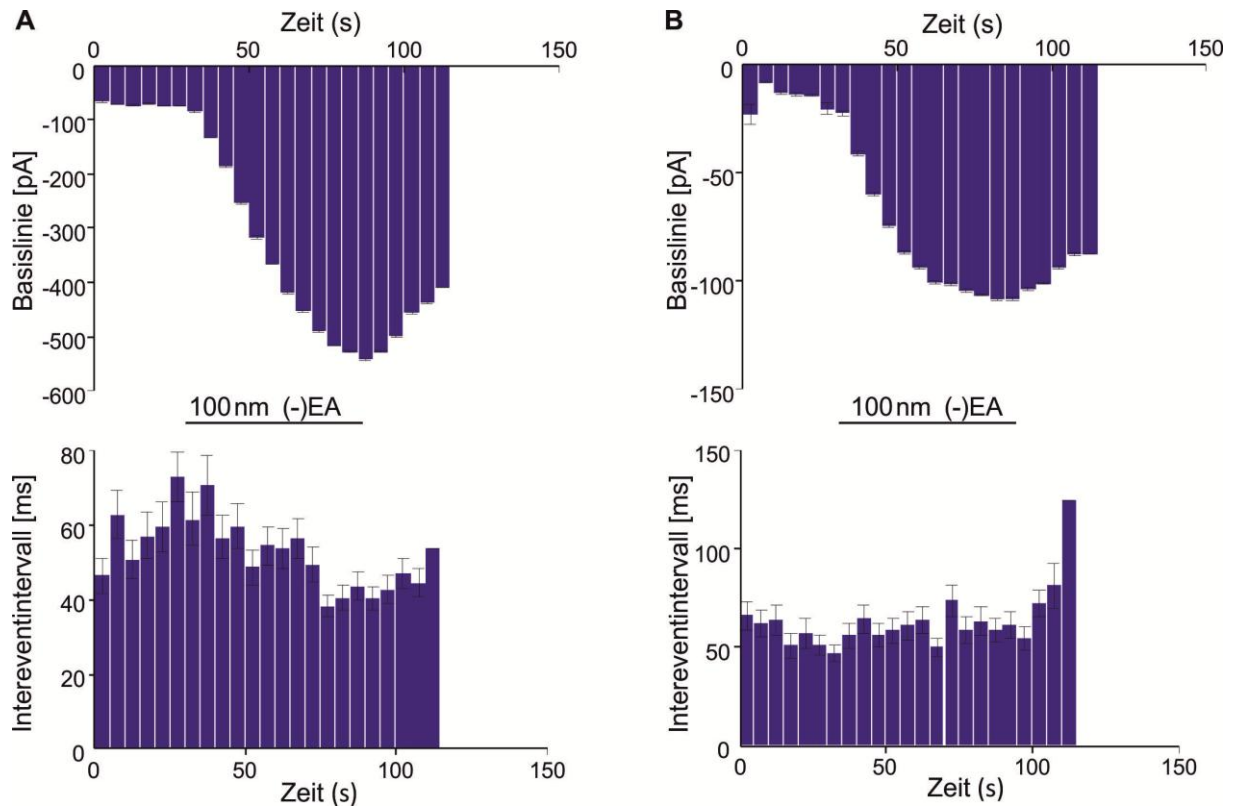 A
Zeit (s)
0 50 100 150
Basislinie [pA]
0
-100
-200
-300
-400
-500
-600
100 nm (-)EA
Intereventintervall [ms]
80
60
40
20
0
0 50 100 150
Zeit (s)
B
Zeit (s)
0 50 100 150
Basislinie [pA]
0
-50
-100
-150
100 nm (-)EA
Intereventintervall [ms]
150
100
50
0
0 50 100 150
Zeit (s)